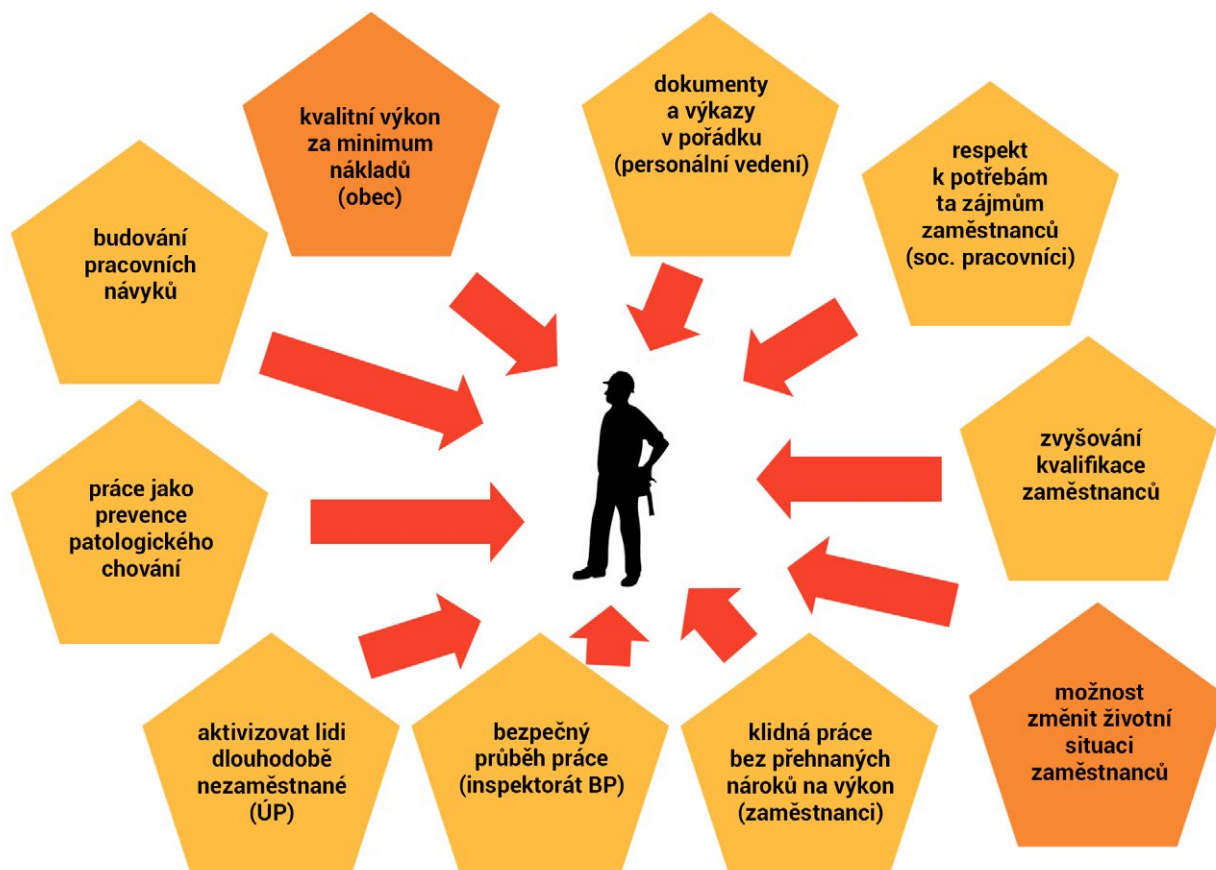 kvalitní výkon
za minimum
nákladů
(obec)
dokumenty
a výkazy
v pořádku
(personální vedení)
respekt
k potřebám
ta zájmům
zaměstnanců
(soc. pracovníci)
budování
pracovních
návyků
zvyšování
kvalifikace
zaměstnanců
práce jako
prevence
patologického
chování
možnost
změnit životní
situaci
zaměstnanců
aktivizovat lidi
dlouhodobě
nezaměstnané
(ÚP)
bezpečný
průběh práce
(inspektorát BP)
klidná práce
bez přehnaných
nároků na výkon
(zaměstnanci)